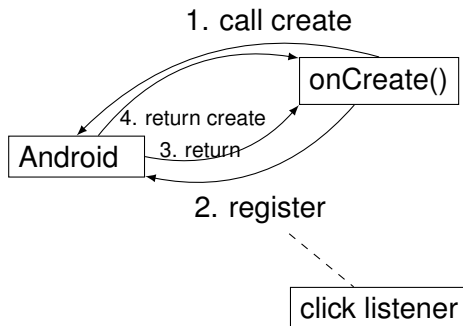 1. call create
onCreate()
4. return create
Android
3. return
2. register
click listener